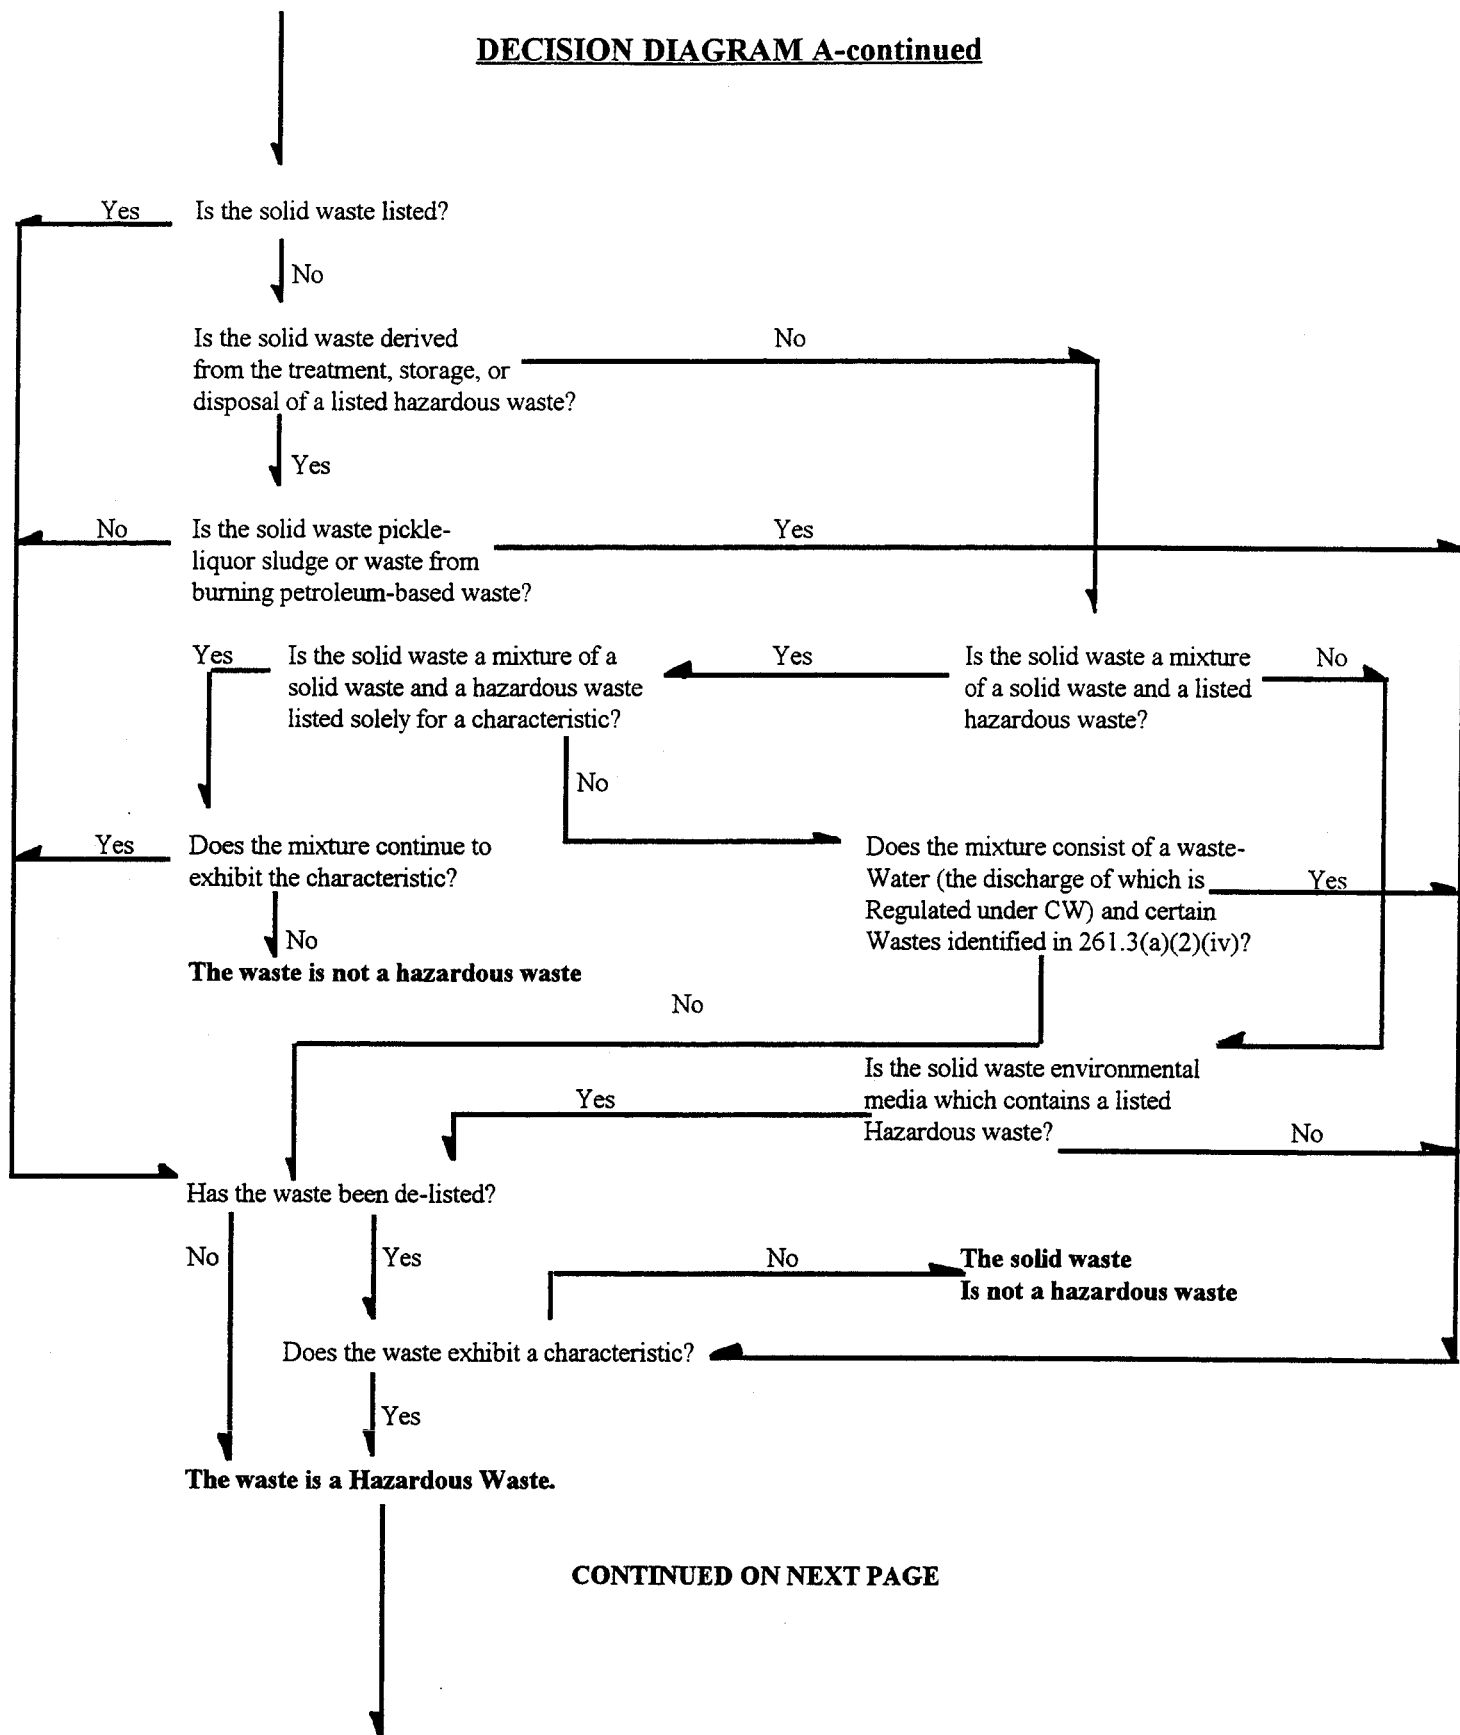 DECISION DIAGRAM A-continued
Yes
Is the solid waste listed?
No
Is the solid waste derived
from the treatment, storage, or
disposal of a listed hazardous waste?
No
Yes
No
Is the solid waste pickle-
liquor sludge or waste from
burning petroleum-based waste?
Yes
Yes
Is the solid waste a mixture of a
solid waste and a hazardous waste
listed solely for a characteristic?
Yes
Is the solid waste a mixture
of a solid waste and a listed
hazardous waste?
No
No
Yes
Does the mixture continue to
exhibit the characteristic?
Does the mixture consist of a waste-
Water (the discharge of which is
Regulated under CW) and certain
Wastes identified in 261.3(a)(2)(iv)?
Yes
No
The waste is not a hazardous waste
No
Is the solid waste environmental
media which contains a listed
Hazardous waste?
Yes
No
Has the waste been de-listed?
No
Yes
No
The solid waste
Is not a hazardous waste
Does the waste exhibit a characteristic?
Yes
The waste is a Hazardous Waste.
CONTINUED ON NEXT PAGE